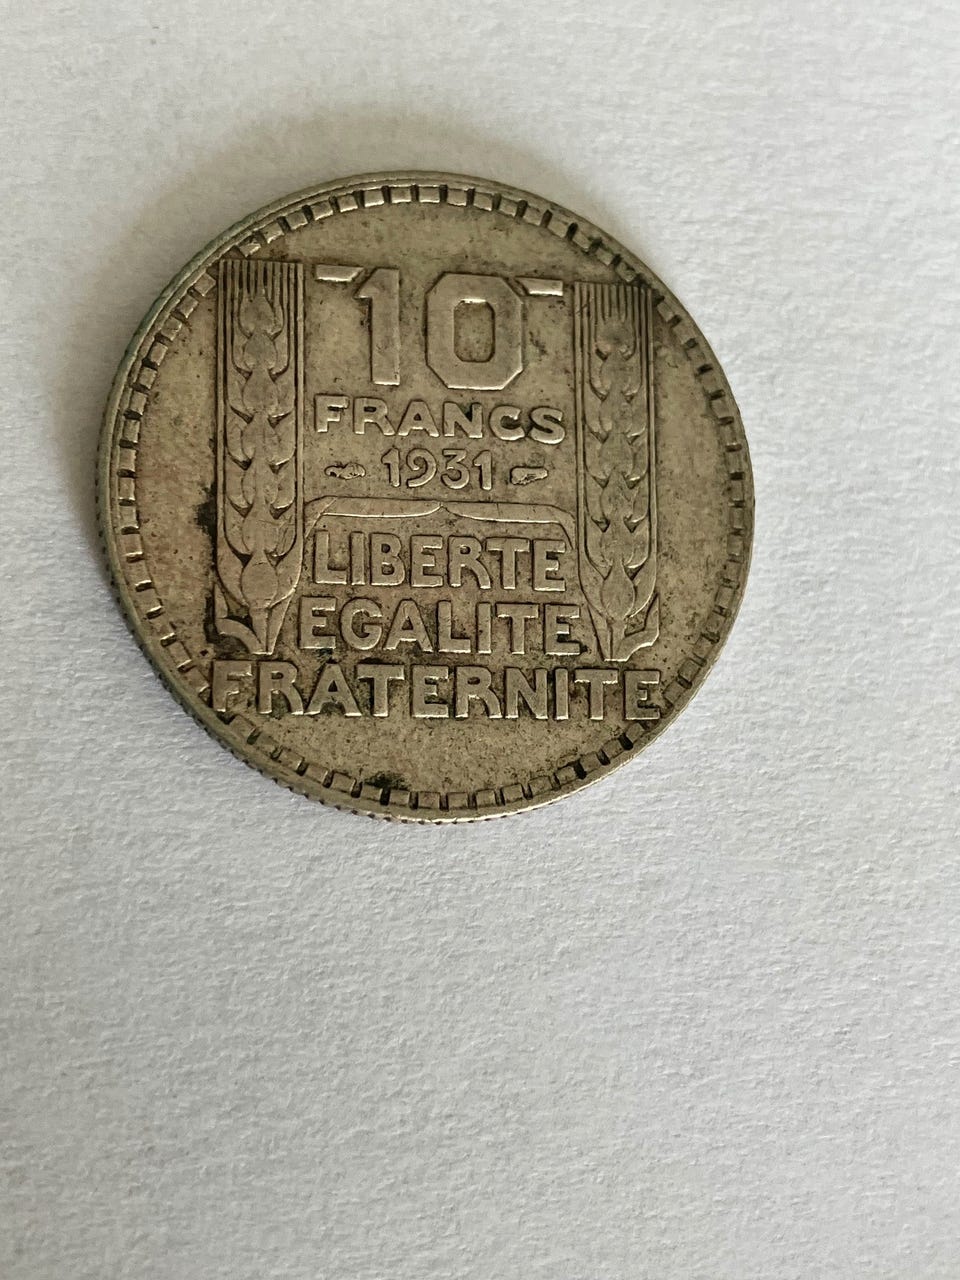 10
FRANCS
1931
LIBERTE
EGALITE
FRATERNITE